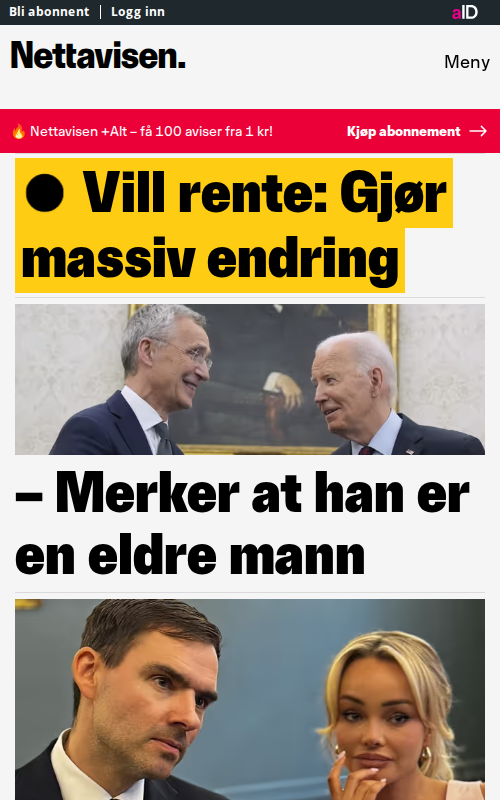 Bli abonnent | Logg inn
aID
Nettavisen.
Meny
🔥 Nettavisen +Alt – få 100 aviser fra 1 kr!
Kjøp abonnement →
● Vill rente: Gjør
massiv endring
– Merker at han er
en eldre mann